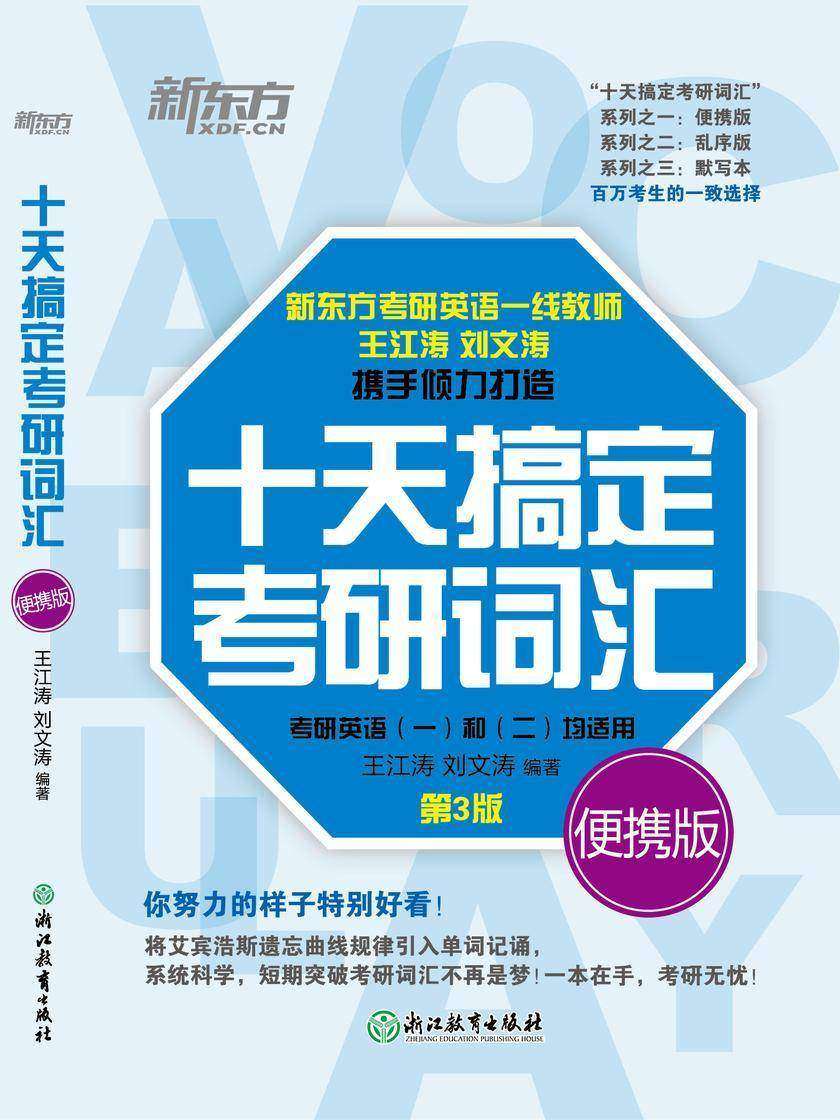 新东方
XDF.CN
十天搞定考研词汇
便携版
王江涛 刘文涛 编著
浙江教育出版社
新东方
XDF.CN
“十天搞定考研词汇”
系列之一：便携版
系列之二：乱序版
系列之三：默写本
百万考生的一致选择
VOC
A
B
U
L
A
R
Y
新东方考研英语一线教师
王江涛 刘文涛
携手倾力打造
十天搞定
考研词汇
考研英语（一）和（二）均适用
王江涛 刘文涛 编著
第3版
便携版
你努力的样子特别好看！
将艾宾浩斯遗忘曲线规律引入单词记诵，
系统科学，短期突破考研词汇不再是梦！一本在手，考研无忧！
浙江教育出版社
ZHEJIANG EDUCATION PUBLISHING HOUSE